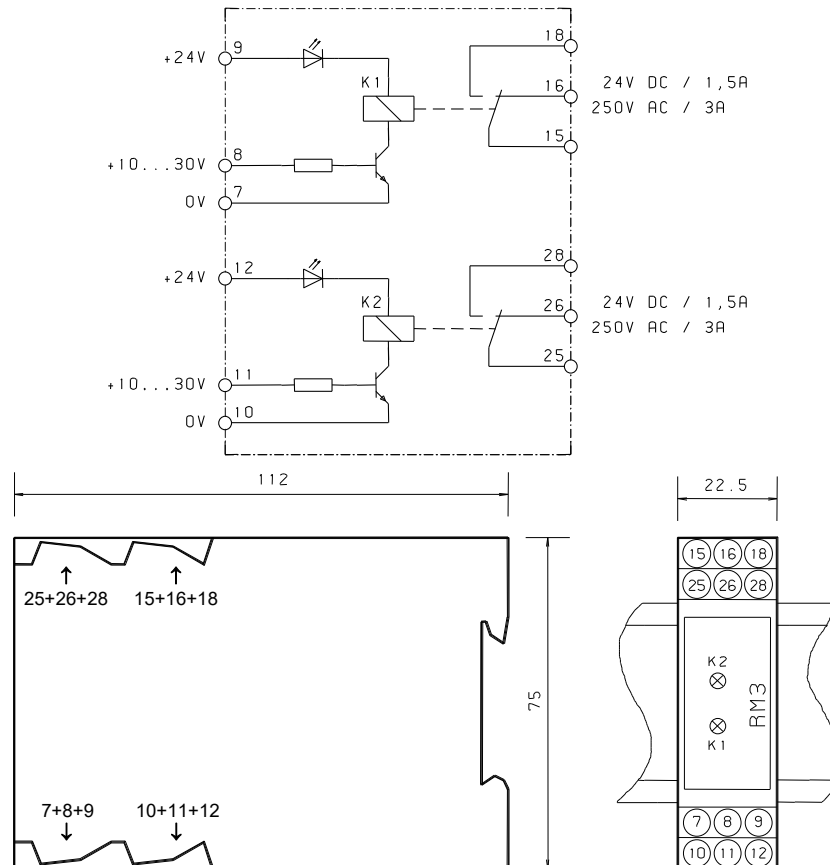 9
+24V
K1
8
+10...30V
7
0V
18
16
24V DC / 1,5A
250V AC / 3A
15
12
+24V
K2
11
+10...30V
10
0V
28
26
24V DC / 1,5A
250V AC / 3A
25
112
25+26+28 15+16+18
75
7+8+9 10+11+12
22.5
15 16 18
25 26 28
K2
K1
RM3
7 8 9
10 11 12